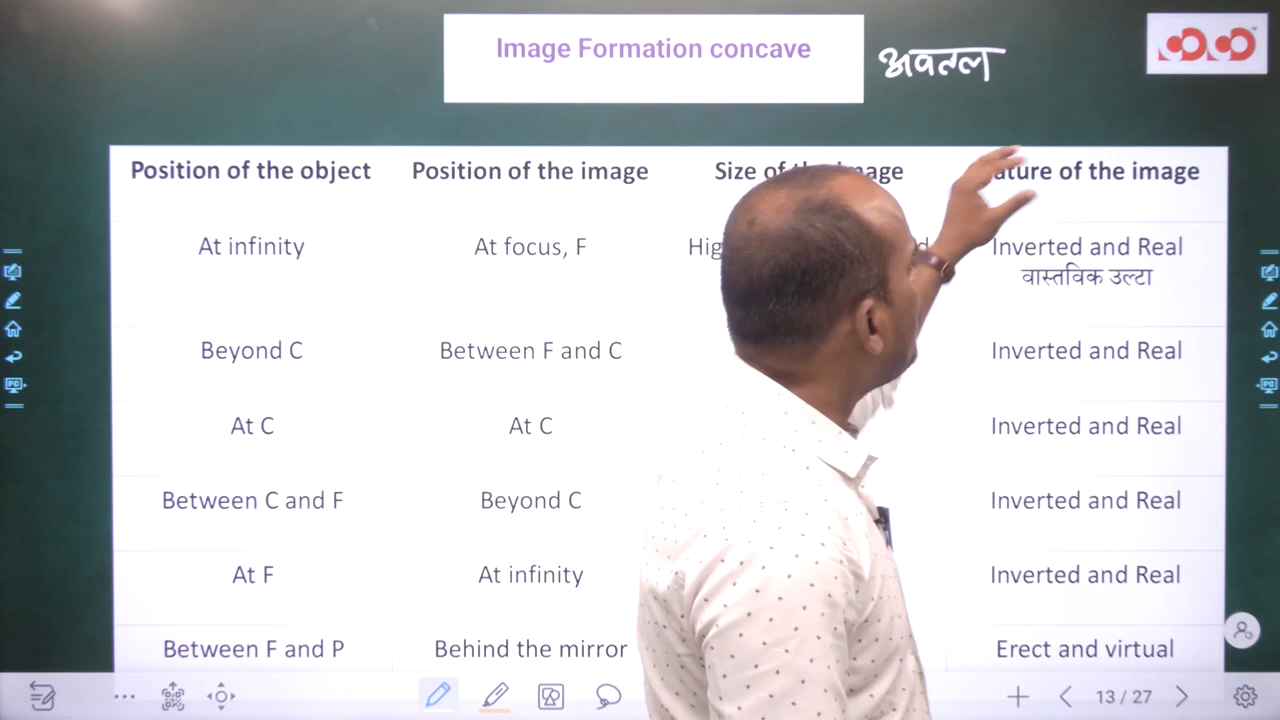 Image Formation concave
अवतल
Position of the object Position of the image Size of the image ature of the image
At infinity At focus, F Inverted and Real
वास्तविक उल्टा
Beyond C Between F and C Inverted and Real
At C At C Inverted and Real
Between C and F Beyond C Inverted and Real
At F At infinity Inverted and Real
Between F and P Behind the mirror Erect and virtual
13 / 27